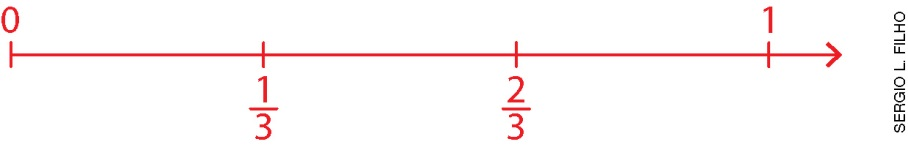 0 1
1/3 2/3
SERGIO L. FILHO